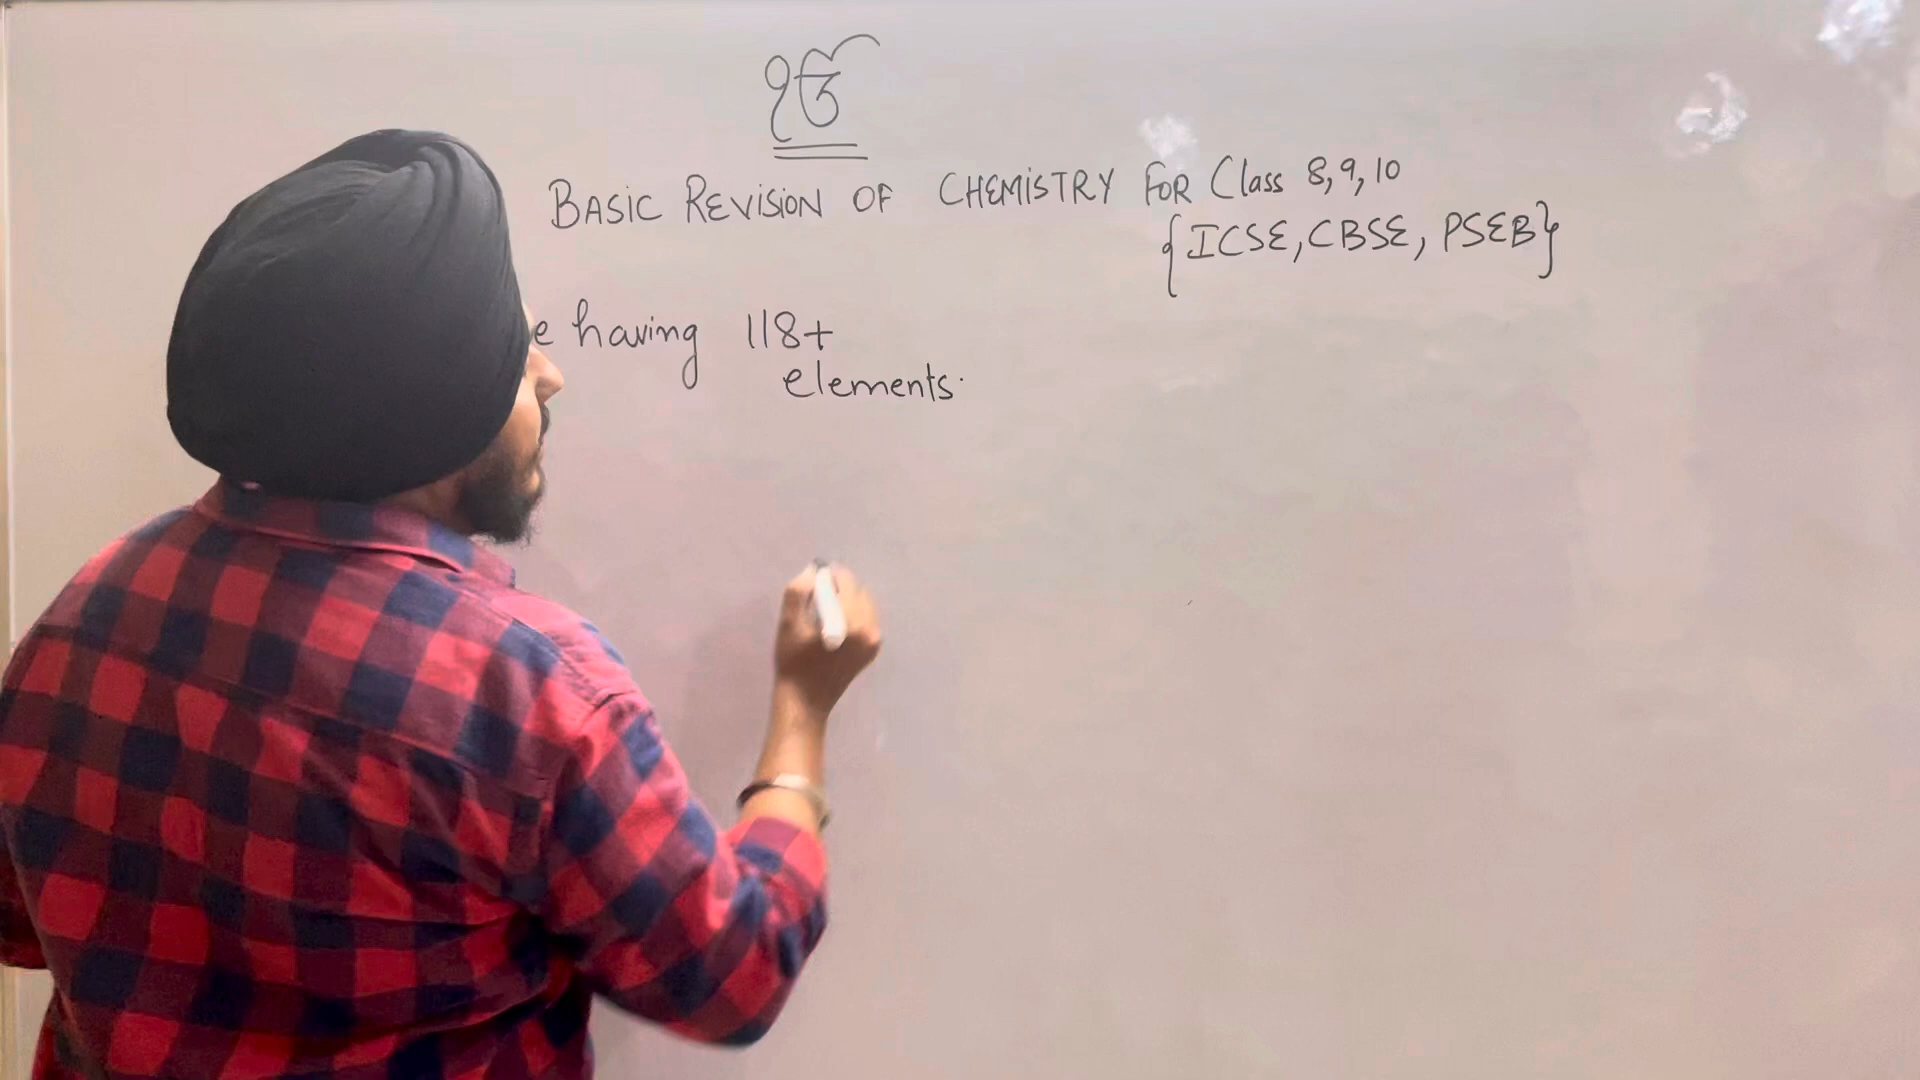 ੴ
BASIC REVISION OF CHEMISTRY FOR Class 8,9,10
{ICSE, CBSE, PSEB}
e having 118+
elements.